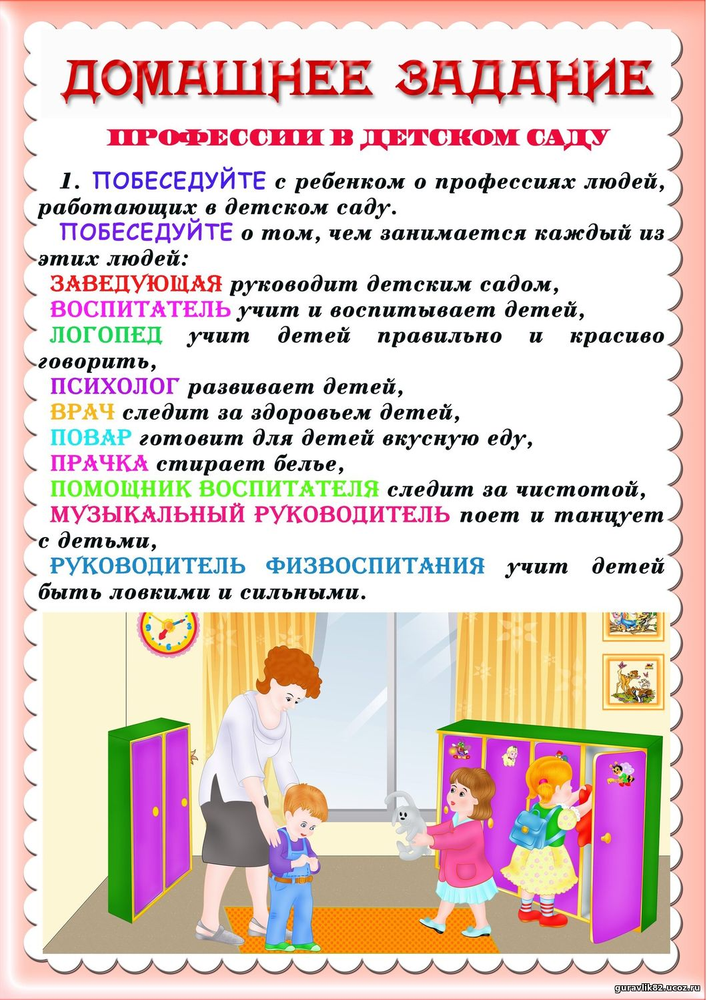 ДОМАШНЕЕ ЗАДАНИЕ
ПРОФЕССИИ В ДЕТСКОМ САДУ
1. ПОБЕСЕДУЙТЕ с ребенком о профессиях людей,
работающих в детском саду.
ПОБЕСЕДУЙТЕ о том, чем занимается каждый из
этих людей:
ЗАВЕДУЮЩАЯ руководит детским садом,
ВОСПИТАТЕЛЬ учит и воспитывает детей,
ЛОГОПЕД учит детей правильно и красиво
говорить,
ПСИХОЛОГ развивает детей,
ВРАЧ следит за здоровьем детей,
ПОВАР готовит для детей вкусную еду,
ПРАЧКА стирает белье,
ПОМОЩНИК ВОСПИТАТЕЛЯ следит за чистотой,
МУЗЫКАЛЬНЫЙ РУКОВОДИТЕЛЬ поет и танцует
с детьми,
РУКОВОДИТЕЛЬ ФИЗВОСПИТАНИЯ учит детей
быть ловкими и сильными.
9 3
6
guravlik82.ucoz.ru